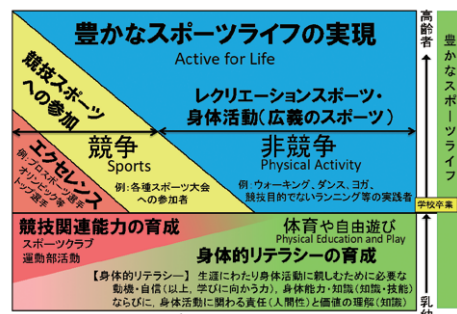 豊かなスポーツライフの実現
Active for Life
競技スポーツ
への参加
レクリエーションスポーツ・
身体活動(広義のスポーツ)
競争
Sports
非競争
Physical Activity
エクセレンス
例:プロスポーツ選手
オリンピック等
トップ選手
例:各種スポーツ大会
への参加者
例:ウォーキング、ダンス、ヨガ、
競技目的でないランニング等の実践者
競技関連能力の育成
スポーツクラブ
運動部活動
体育や自由遊び
Physical Education and Play
身体的リテラシーの育成
【身体的リテラシー】生涯にわたり身体活動に親しむために必要な
動機・自信(以上、学びに向かう力)、身体能力・知識(知識・技能)
ならびに、身体活動に関わる責任(人間性)と価値の理解(知識)
高齢者
学校卒業
乳幼
豊かなスポーツライフ